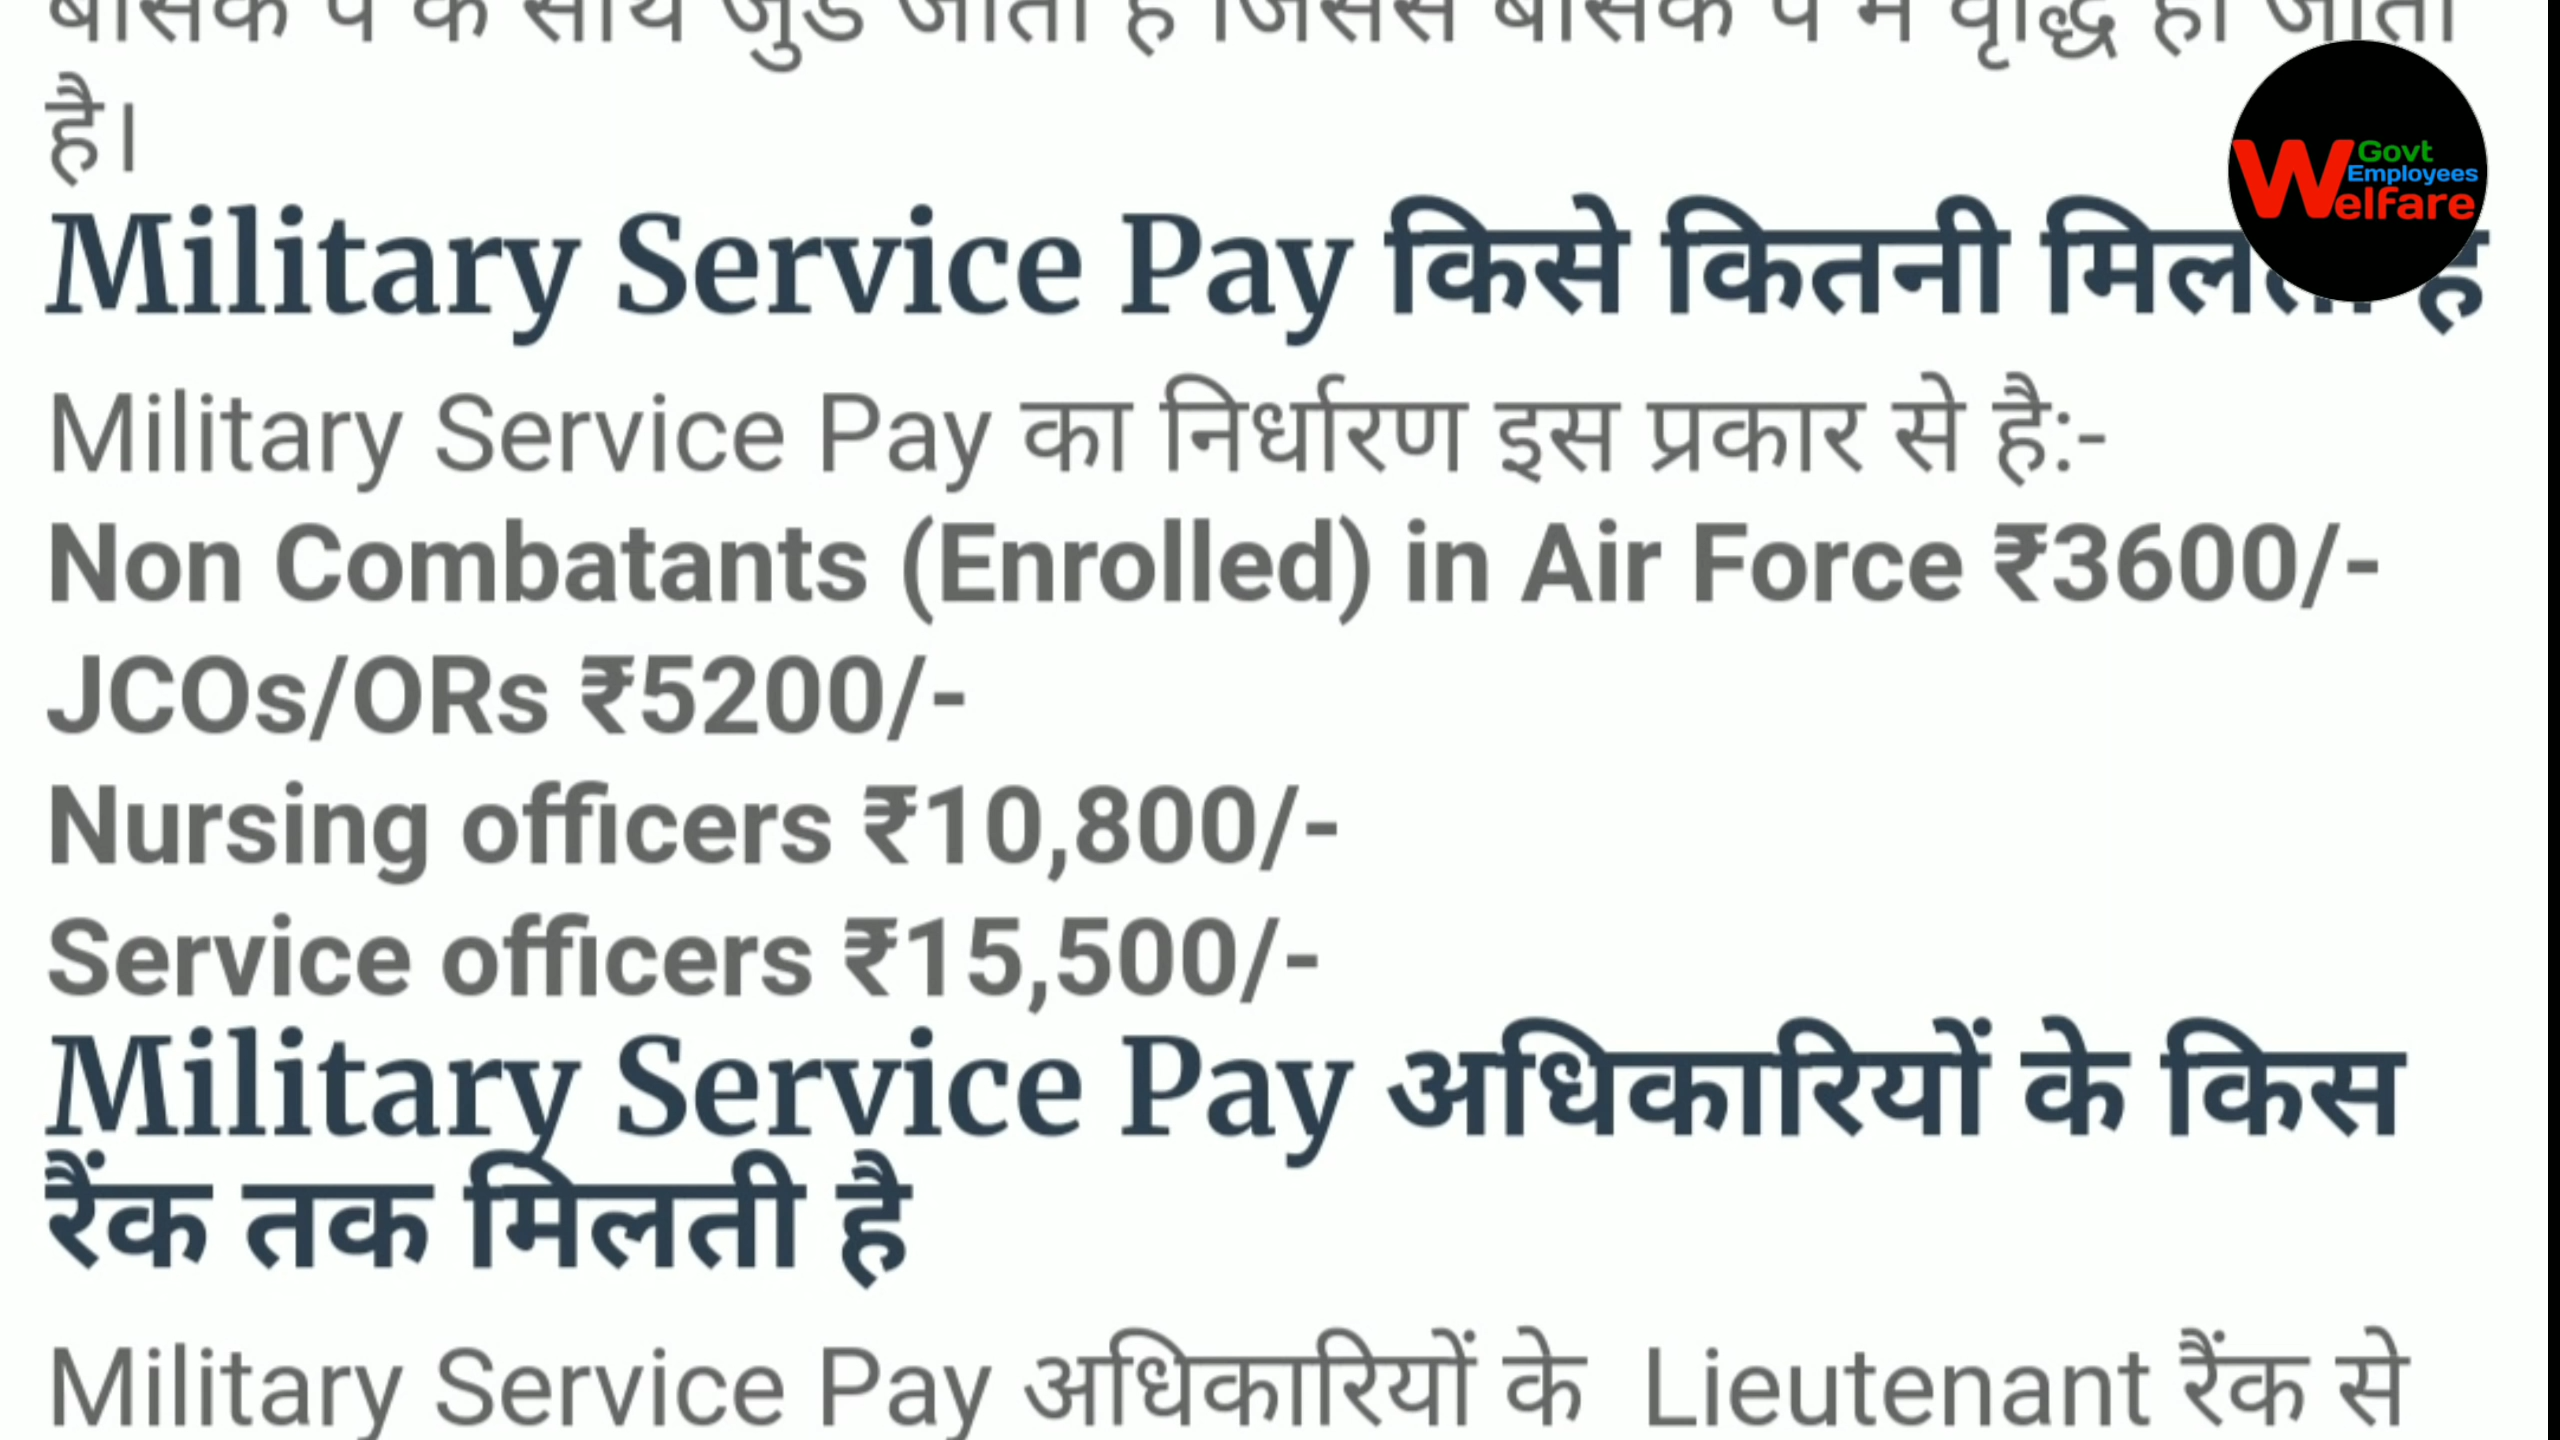 बेसिक पे के साथ जुड जाती है जिससे बेसिक पे में वृद्धि हो जाती
है।
Govt
Employees
Welfare
Military Service Pay किसे कितनी मिलती है
Military Service Pay का निर्धारण इस प्रकार से है:-
Non Combatants (Enrolled) in Air Force ₹3600/-
JCOs/ORs ₹5200/-
Nursing officers ₹10,800/-
Service officers ₹15,500/-
Military Service Pay अधिकारियों के किस
रैंक तक मिलती है
Military Service Pay अधिकारियों के Lieutenant रैंक से